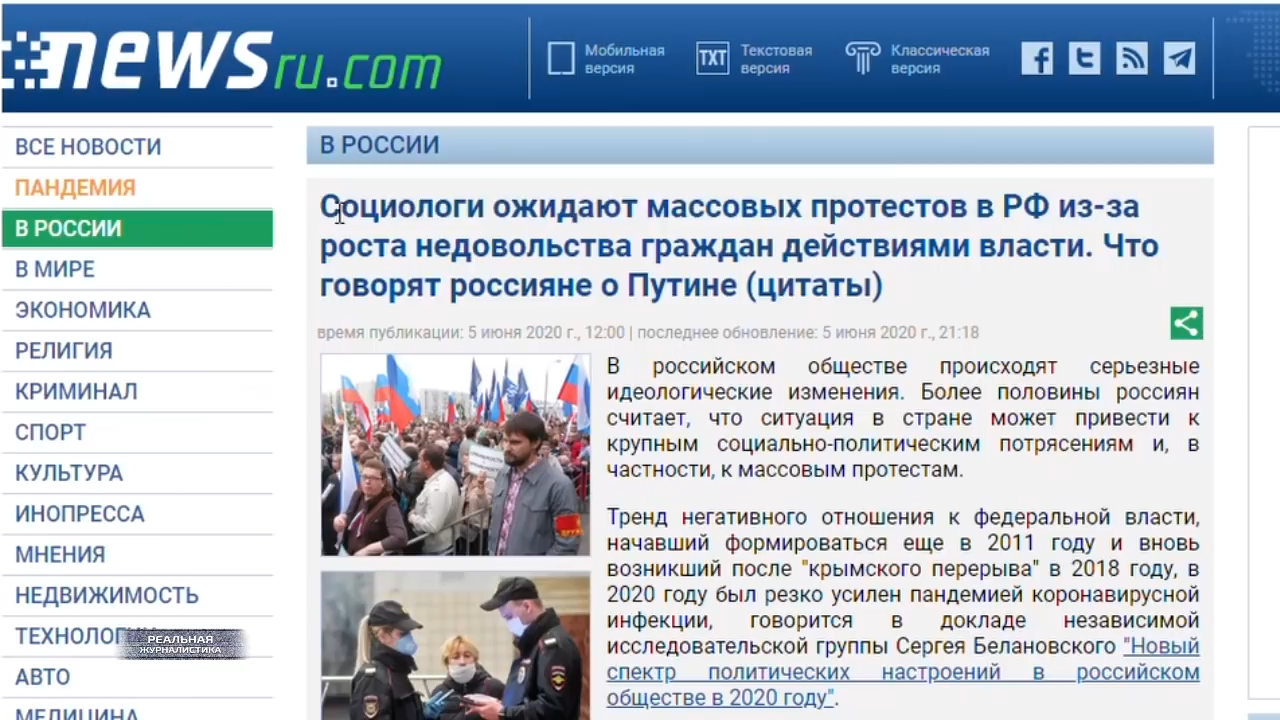 newsru.com
Мобильная
версия
TXT
Текстовая
версия
Классическая
версия
ВСЕ НОВОСТИ
ПАНДЕМИЯ
В РОССИИ
В МИРЕ
ЭКОНОМИКА
РЕЛИГИЯ
КРИМИНАЛ
СПОРТ
КУЛЬТУРА
ИНОПРЕССА
МНЕНИЯ
НЕДВИЖИМОСТЬ
РЕАЛЬНАЯ
ЖУРНАЛИСТИКА
АВТО
МЕДИЦИНА
В РОССИИ
Социологи ожидают массовых протестов в РФ из-за
роста недовольства граждан действиями власти. Что
говорят россияне о Путине (цитаты)
время публикации: 5 июня 2020 г., 12:00 | последнее обновление: 5 июня 2020 г., 21:18
В российском обществе происходят серьезные
идеологические изменения. Более половины россиян
считает, что ситуация в стране может привести к
крупным социально-политическим потрясениям и, в
частности, к массовым протестам.
Тренд негативного отношения к федеральной власти,
начавший формироваться еще в 2011 году и вновь
возникший после "крымского перерыва" в 2018 году, в
2020 году был резко усилен пандемией коронавирусной
инфекции, говорится в докладе независимой
исследовательской группы Сергея Белановского "Новый
спектр политических настроений в российском
обществе в 2020 году".